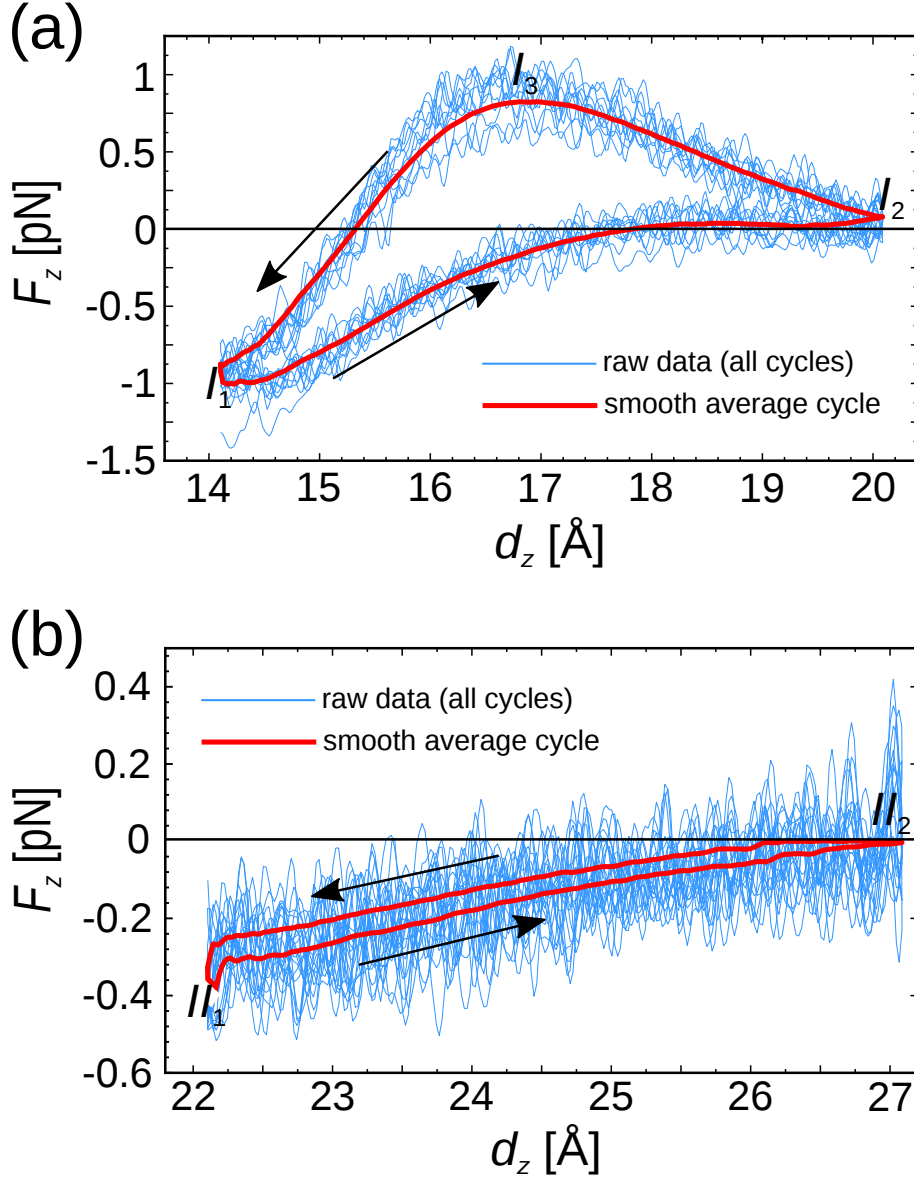 (a)
F_z [pN]
1
0.5
0
-0.5
-1
-1.5
I_3
I_2
I_1
raw data (all cycles)
smooth average cycle
14 15 16 17 18 19 20
d_z [Å]
(b)
F_z [pN]
0.4
0.2
0
-0.2
-0.4
-0.6
raw data (all cycles)
smooth average cycle
II_2
II_1
22 23 24 25 26 27
d_z [Å]